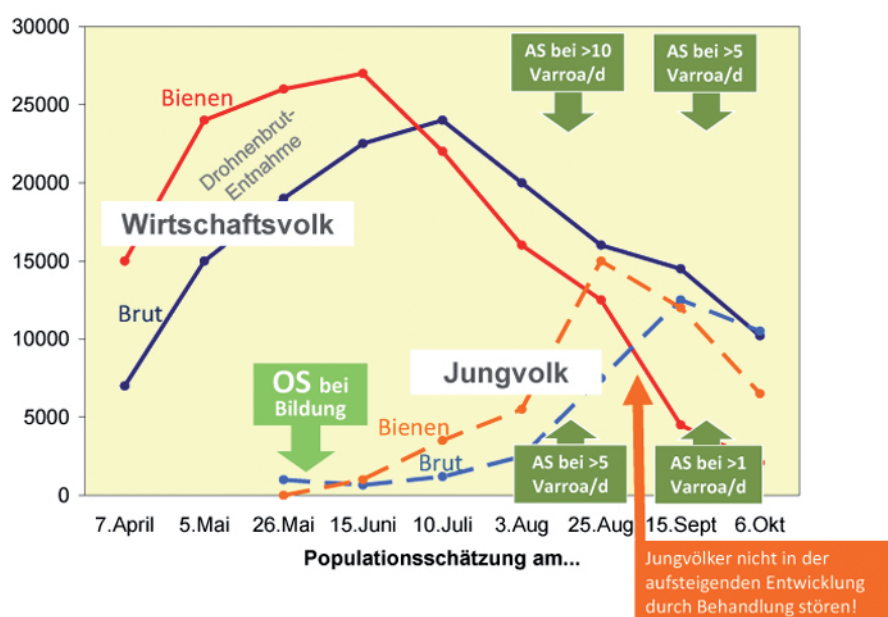 30000
25000
20000
15000
10000
5000
0
AS bei >10
Varroa/d
AS bei >5
Varroa/d
Bienen
Drohnenbrut-
Entnahme
Wirtschaftsvolk
Brut
OS bei
Bildung
Jungvolk
Bienen
Brut
AS bei >5
Varroa/d
AS bei >1
Varroa/d
7.April
5.Mai
26.Mai
15.Juni
10.Juli
3.Aug
25.Aug
15.Sept
6.Okt
Populationsschätzung am...
Jungvölker nicht in der
aufsteigenden Entwicklung
durch Behandlung stören!